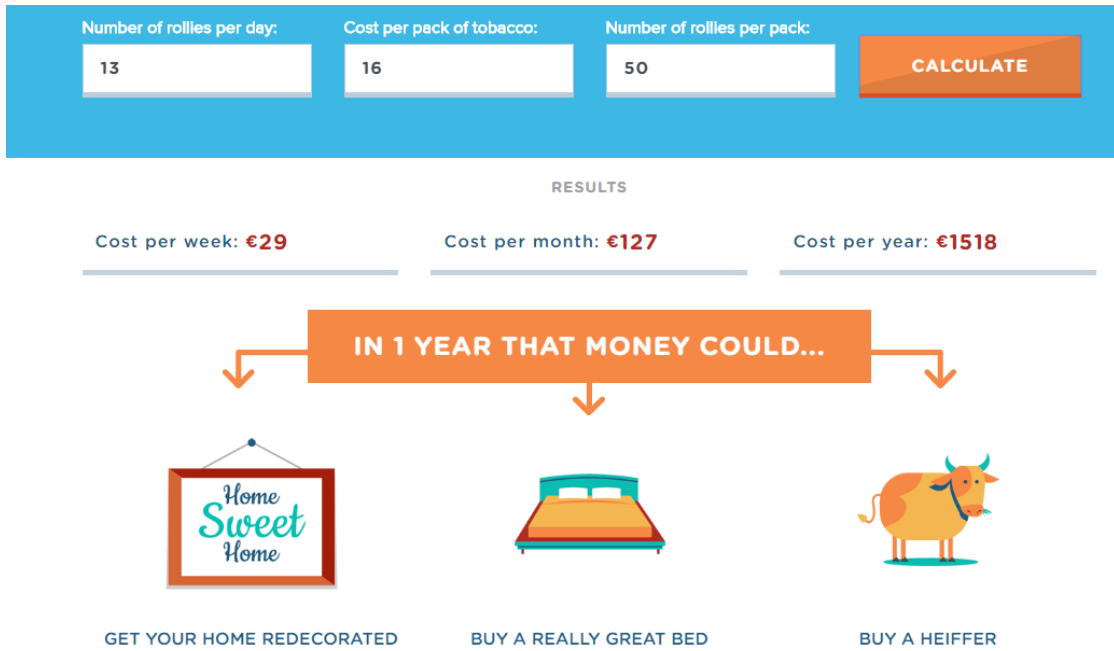 Number of rollies per day: Cost per pack of tobacco: Number of rollies per pack:
13 16 50 CALCULATE
RESULTS
Cost per week: €29 Cost per month: €127 Cost per year: €1518
IN 1 YEAR THAT MONEY COULD...
Home
Sweet
Home
GET YOUR HOME REDECORATED BUY A REALLY GREAT BED BUY A HEIFFER